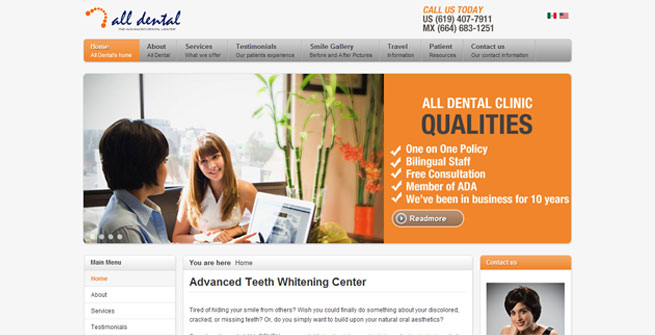 all dental
THE ADVANCED DENTAL CENTER
CALL US TODAY
US (619) 407-7911
MX (664) 683-1251
Home
All Dental's home
About
All Dental
Services
What we offer
Testimonials
Our patients experience
Smile Gallery
Before and After Pictures
Travel
Information
Patient
Resources
Contact us
Our contact information
ALL DENTAL CLINIC
QUALITIES
One on One Policy
Bilingual Staff
Free Consultation
Member of ADA
We've been in business for 10 years
Readmore
Main Menu
Home
About
Services
Testimonials
You are here Home
Advanced Teeth Whitening Center
Tired of hiding your smile from others? Wish you could finally do something about your discolored,
cracked, or missing teeth? Or, do you simply want to build upon your natural oral aesthetics?
Contact us